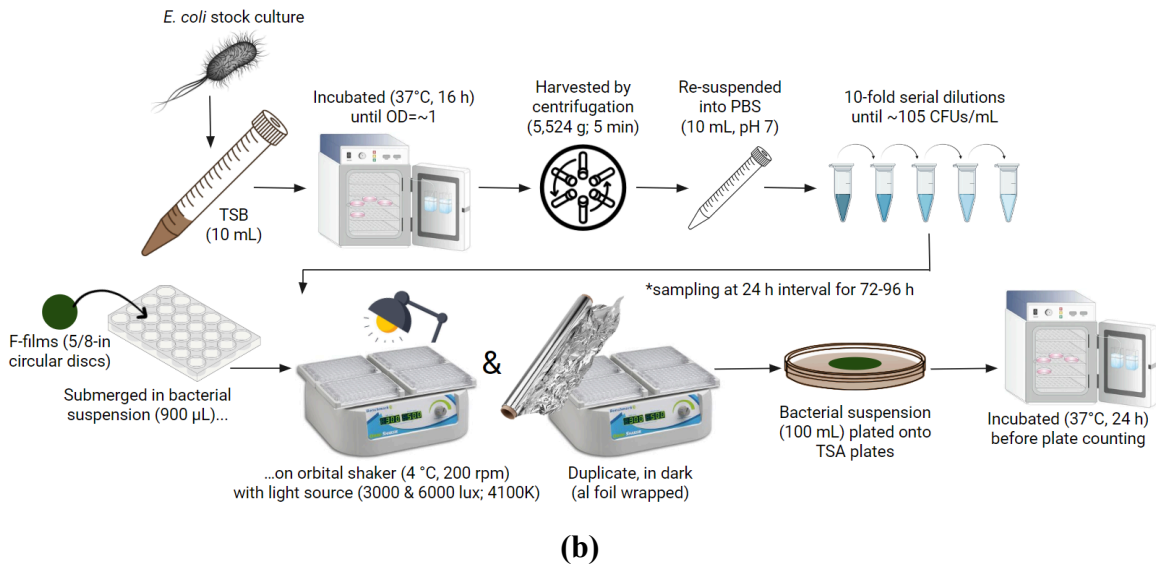 E. coli stock culture
TSB
(10 mL)
Incubated (37°C, 16 h)
until OD=~1
Harvested by
centrifugation
(5,524 g; 5 min)
Re-suspended
into PBS
(10 mL, pH 7)
10-fold serial dilutions
until ~105 CFUs/mL
*sampling at 24 h interval for 72-96 h
F-films (5/8-in
circular discs)
Submerged in bacterial
suspension (900 µL)...
...on orbital shaker (4 °C, 200 rpm)
with light source (3000 & 6000 lux; 4100K)
&
Duplicate, in dark
(al foil wrapped)
Bacterial suspension
(100 mL) plated onto
TSA plates
Incubated (37°C, 24 h)
before plate counting
(b)